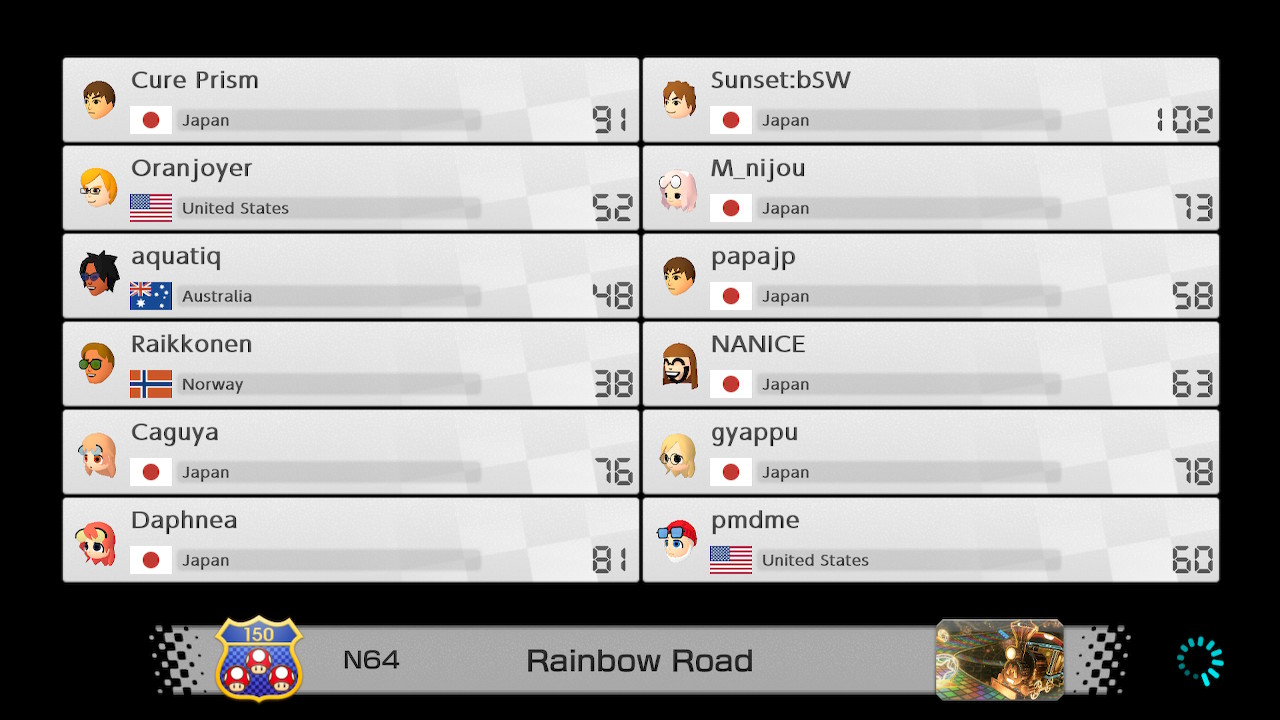 Cure Prism
Japan
91
Sunset:bSW
Japan
102
Oranjoyer
United States
52
M_nijou
Japan
73
aquatiq
Australia
48
papajp
Japan
58
Raikkonen
Norway
38
NANICE
Japan
63
Caguya
Japan
76
gyappu
Japan
78
Daphnea
Japan
81
pmdme
United States
60
150
N64
Rainbow Road